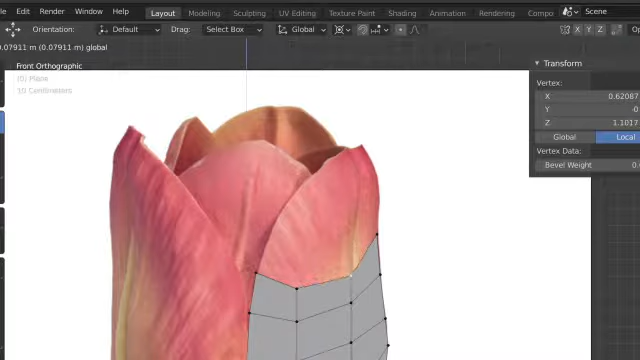 Edit Render Window Help Layout Modeling Sculpting UV Editing Texture Paint Shading Animation Rendering Compo Scene
Orientation: Default Drag: Select Box Global X Y Z
0.07911 m (0.07911 m) global
Front Orthographic
(0) Plane
10 Centimeters
Transform
Vertex:
X 0.62087
Y -0
Z 1.1017
Global Local
Vertex Data:
Bevel Weight 0.